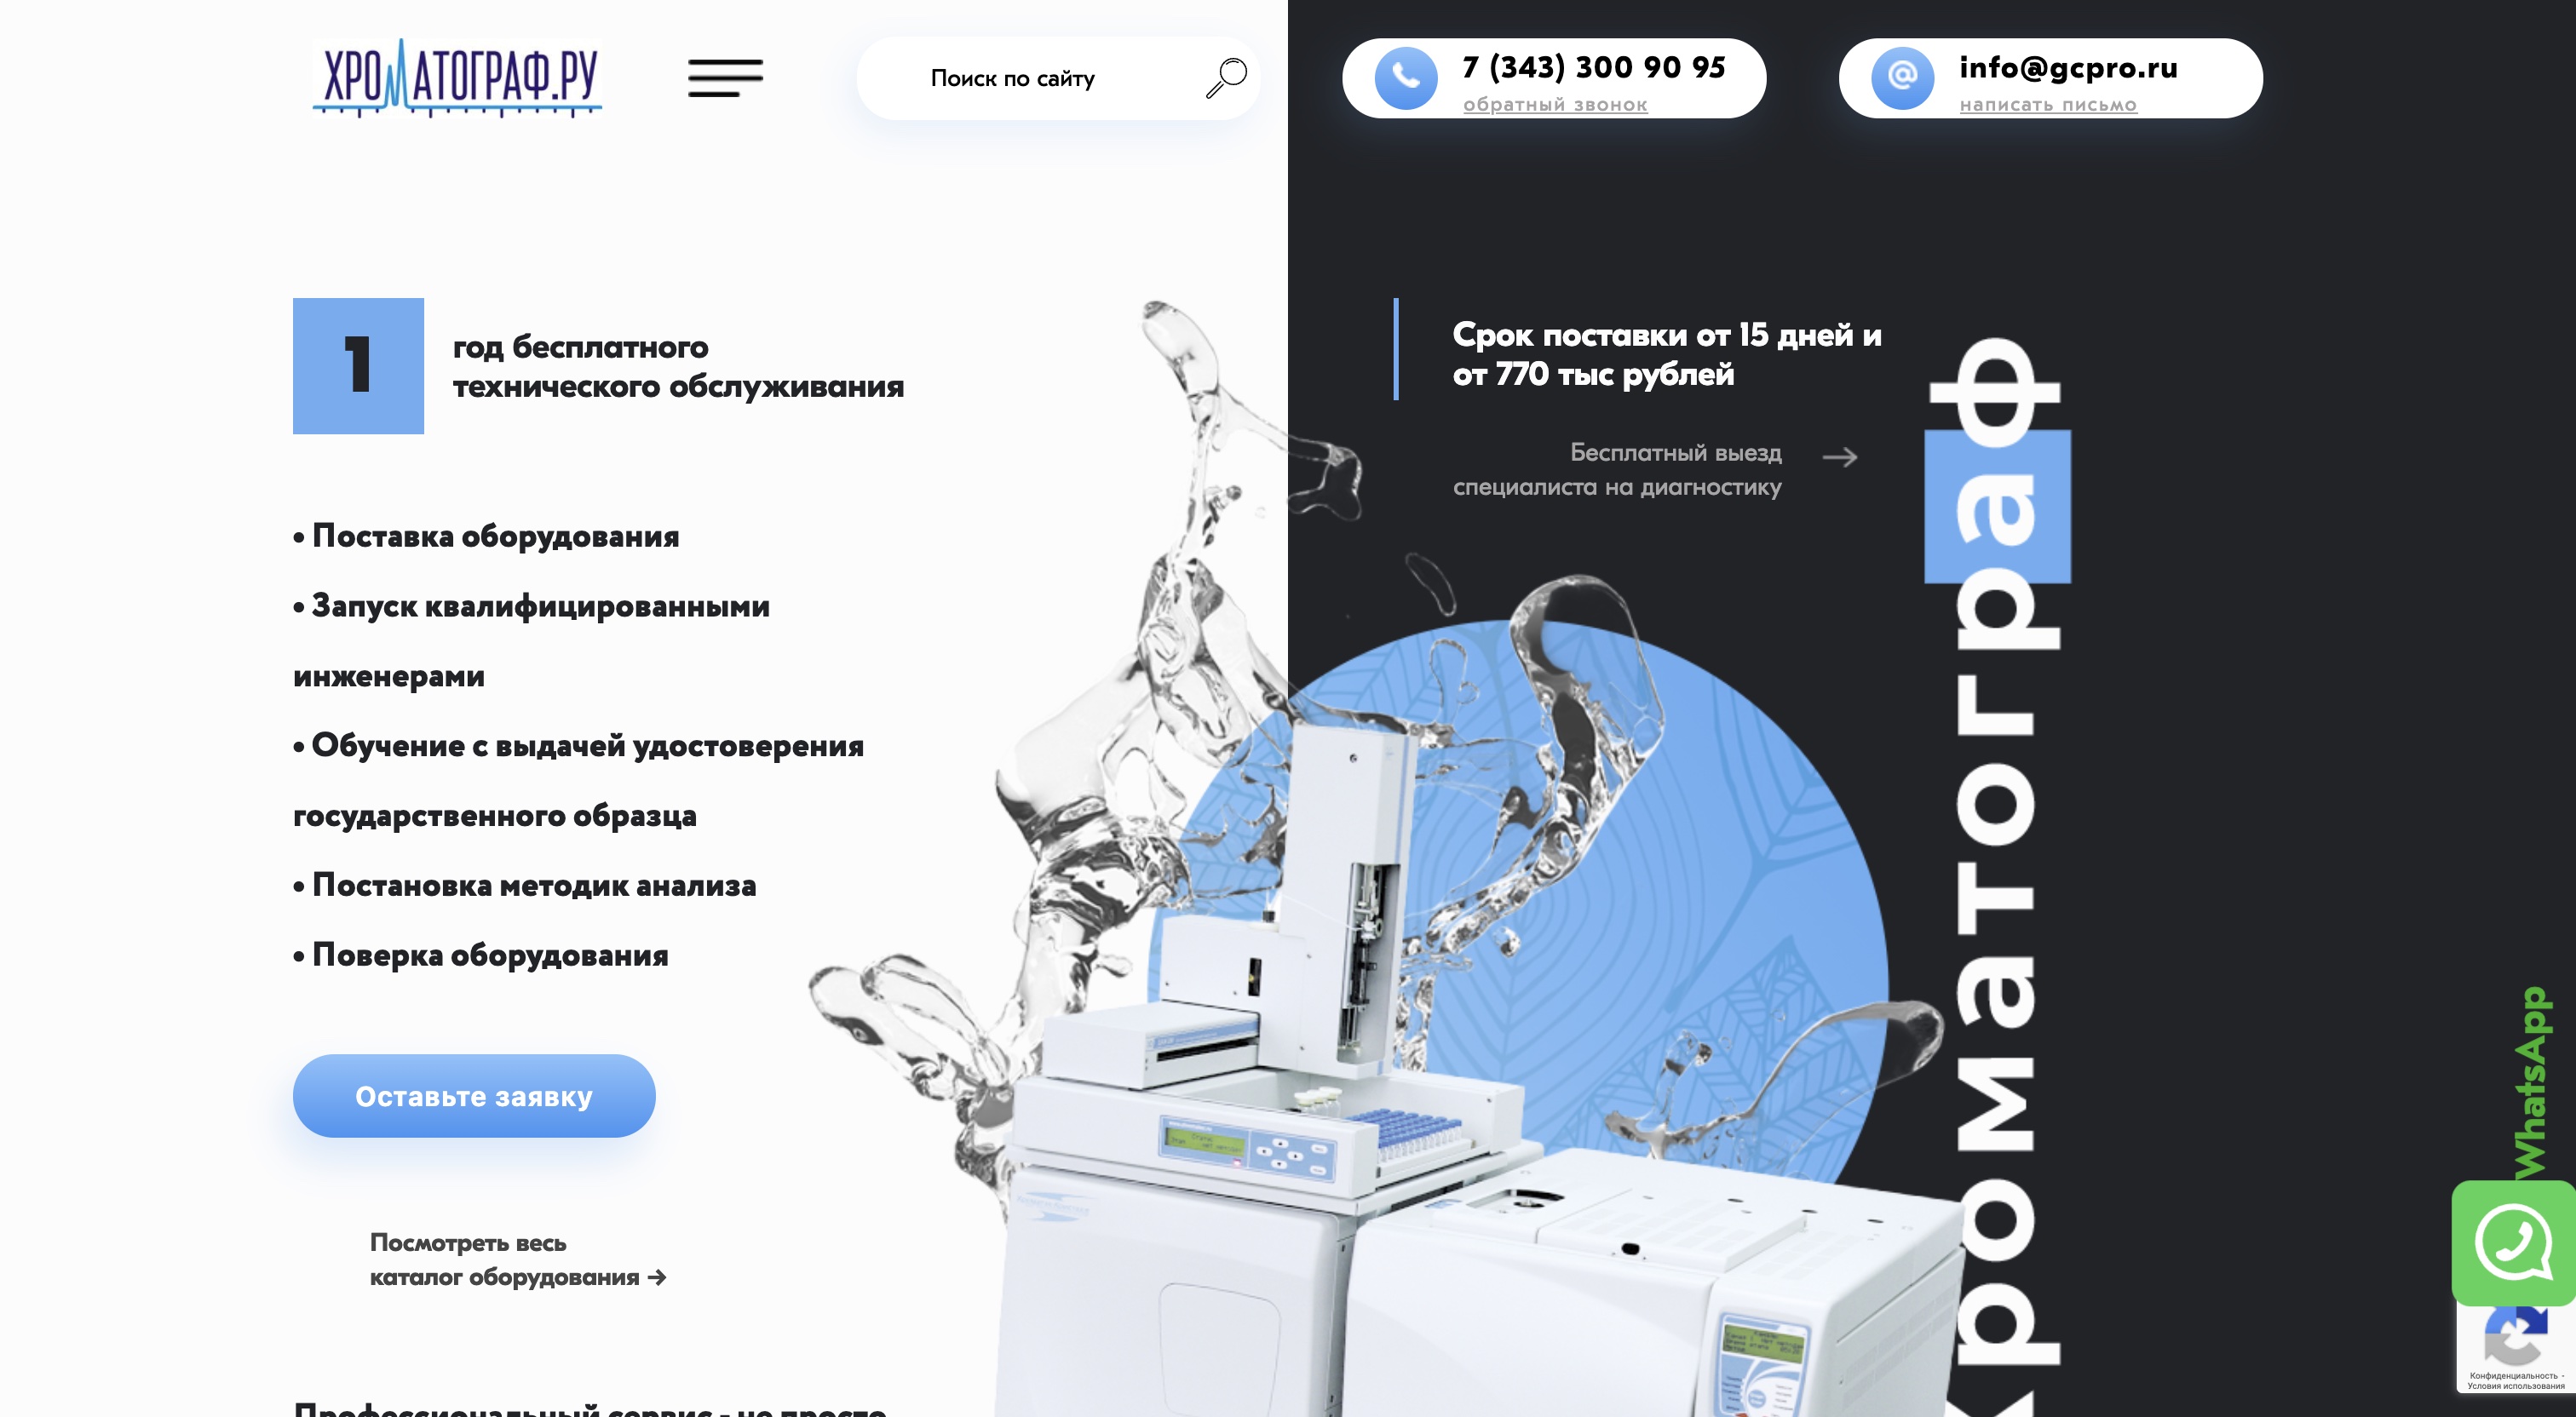 ХРОМАТОГРАФ.РУ
Поиск по сайту
7 (343) 300 90 95
обратный звонок
info@gcpro.ru
написать письмо
1
год бесплатного
технического обслуживания
• Поставка оборудования
• Запуск квалифицированными
инженерами
• Обучение с выдачей удостоверения
государственного образца
• Постановка методик анализа
• Поверка оборудования
Оставьте заявку
Посмотреть весь
каталог оборудования →
Профессиональный сервис - не просто
Срок поставки от 15 дней и
от 770 тыс рублей
Бесплатный выезд
специалиста на диагностику
хроматограф
WhatsApp
Конфиденциальность -
Условия использования